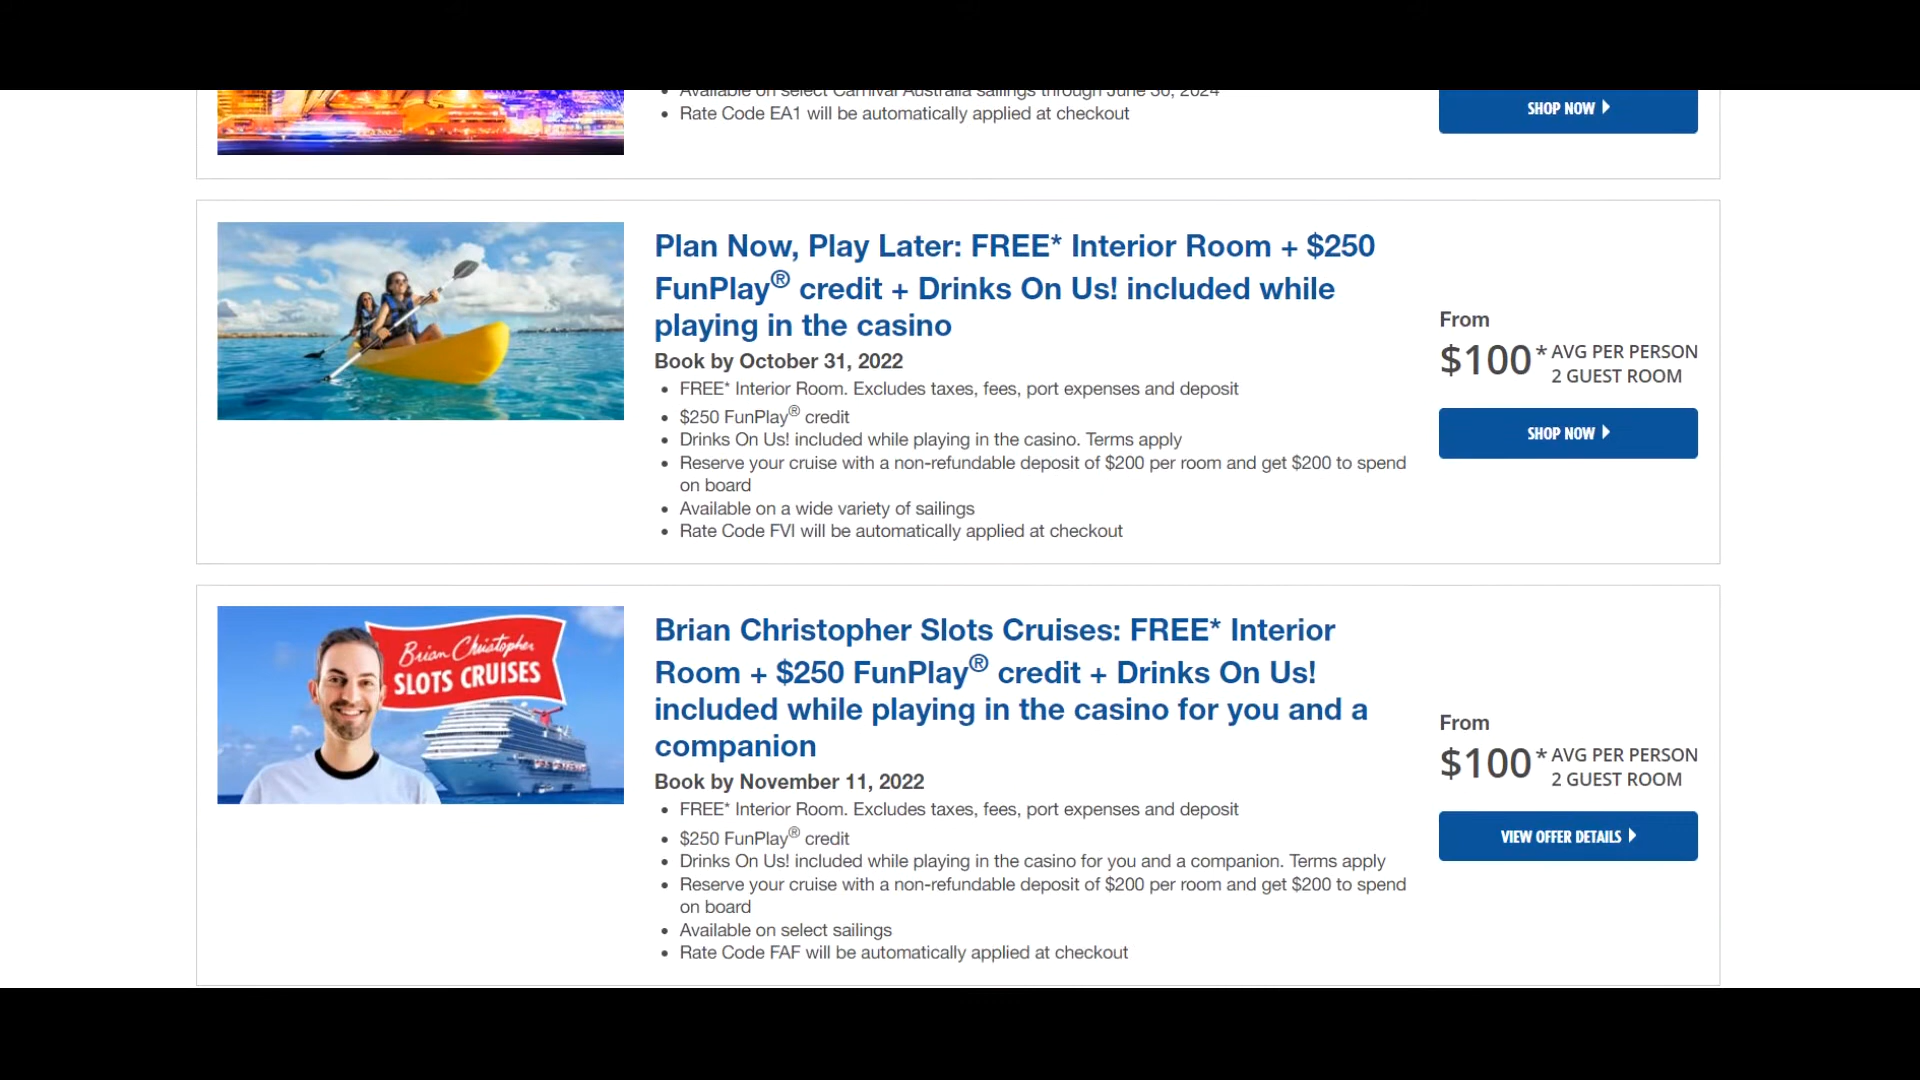 Available on select Carnival Australia sailings through June 30, 2024
Rate Code EA1 will be automatically applied at checkout
SHOP NOW
Plan Now, Play Later: FREE* Interior Room + $250
FunPlay® credit + Drinks On Us! included while
playing in the casino
Book by October 31, 2022
FREE* Interior Room. Excludes taxes, fees, port expenses and deposit
$250 FunPlay® credit
Drinks On Us! included while playing in the casino. Terms apply
Reserve your cruise with a non-refundable deposit of $200 per room and get $200 to spend
on board
Available on a wide variety of sailings
Rate Code FVI will be automatically applied at checkout
From
$100* AVG PER PERSON
2 GUEST ROOM
SHOP NOW
Brian Christopher
SLOTS CRUISES
Brian Christopher Slots Cruises: FREE* Interior
Room + $250 FunPlay® credit + Drinks On Us!
included while playing in the casino for you and a
companion
Book by November 11, 2022
FREE* Interior Room. Excludes taxes, fees, port expenses and deposit
$250 FunPlay® credit
Drinks On Us! included while playing in the casino for you and a companion. Terms apply
Reserve your cruise with a non-refundable deposit of $200 per room and get $200 to spend
on board
Available on select sailings
Rate Code FAF will be automatically applied at checkout
From
$100* AVG PER PERSON
2 GUEST ROOM
VIEW OFFER DETAILS